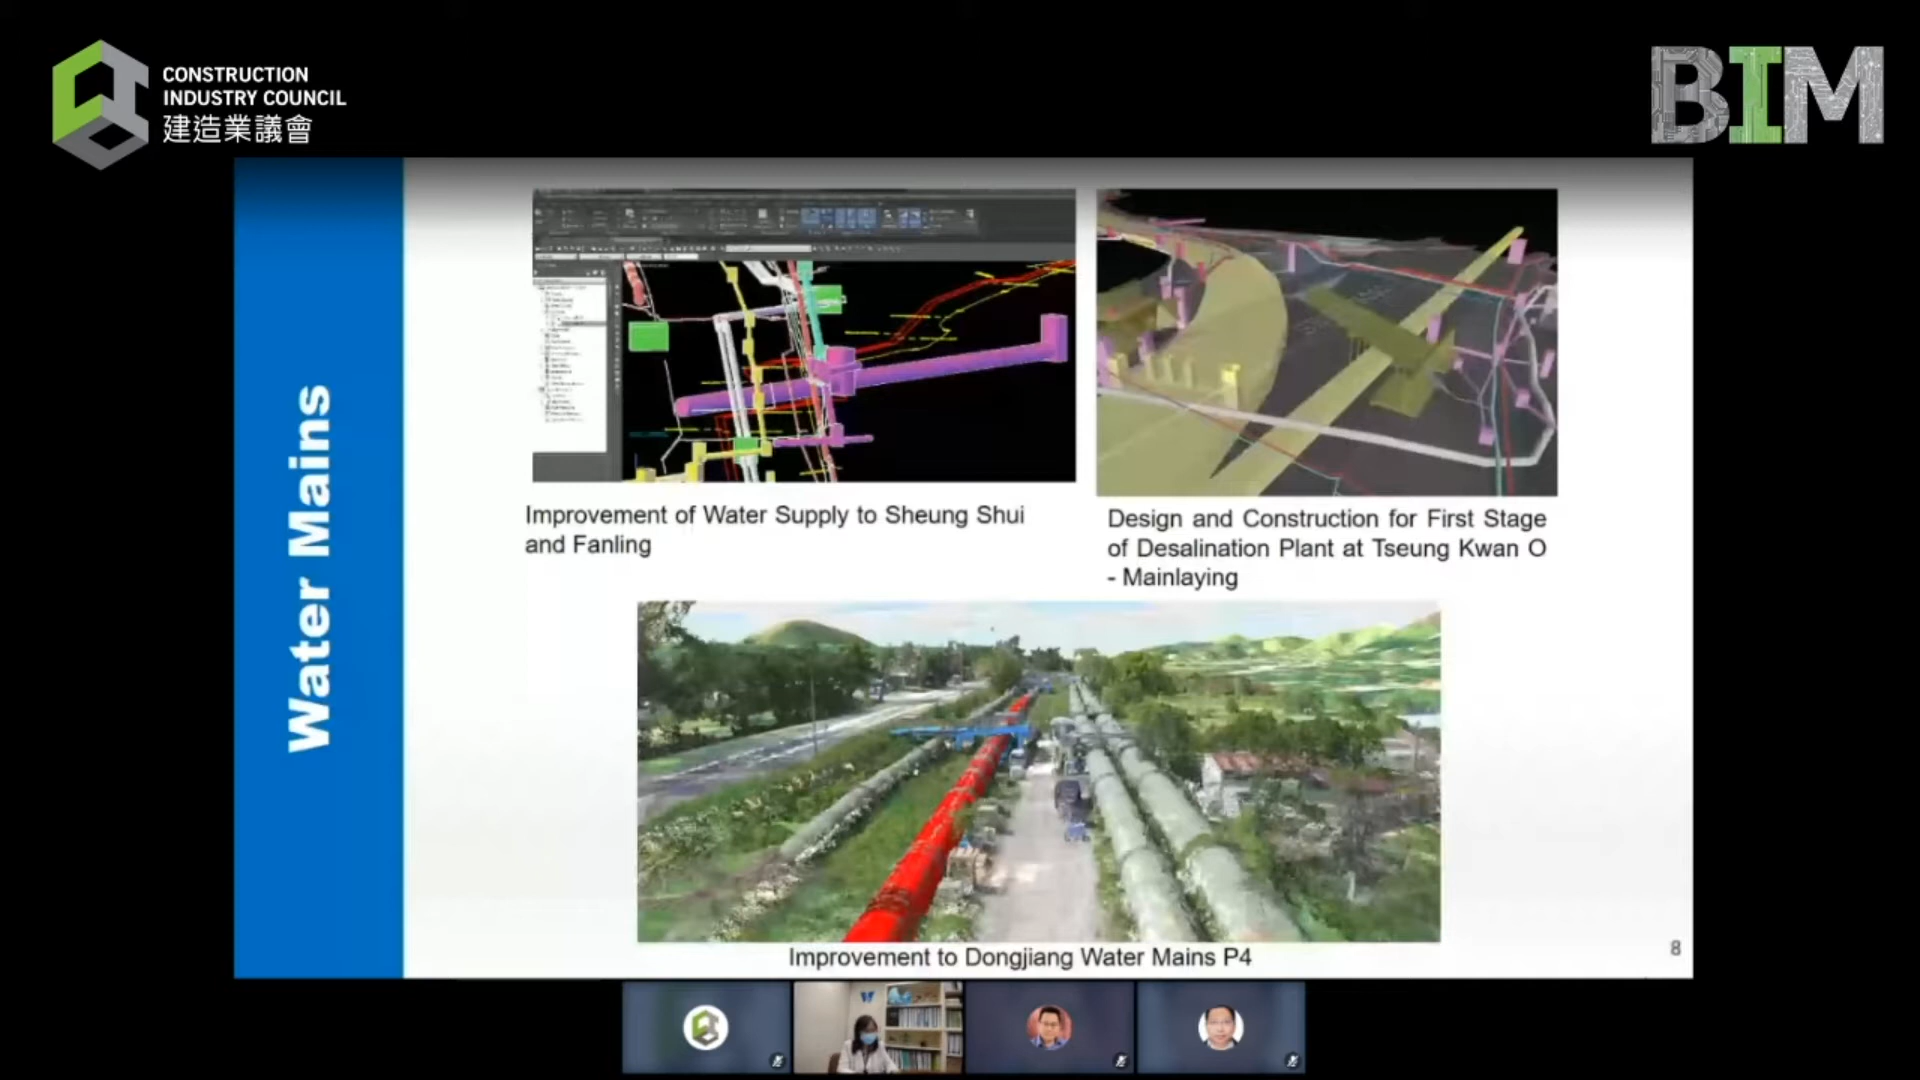 CONSTRUCTION
INDUSTRY COUNCIL
建造業議會
BIM
Water Mains
Improvement of Water Supply to Sheung Shui
and Fanling
Design and Construction for First Stage
of Desalination Plant at Tseung Kwan O
- Mainlaying
Improvement to Dongjiang Water Mains P4
8